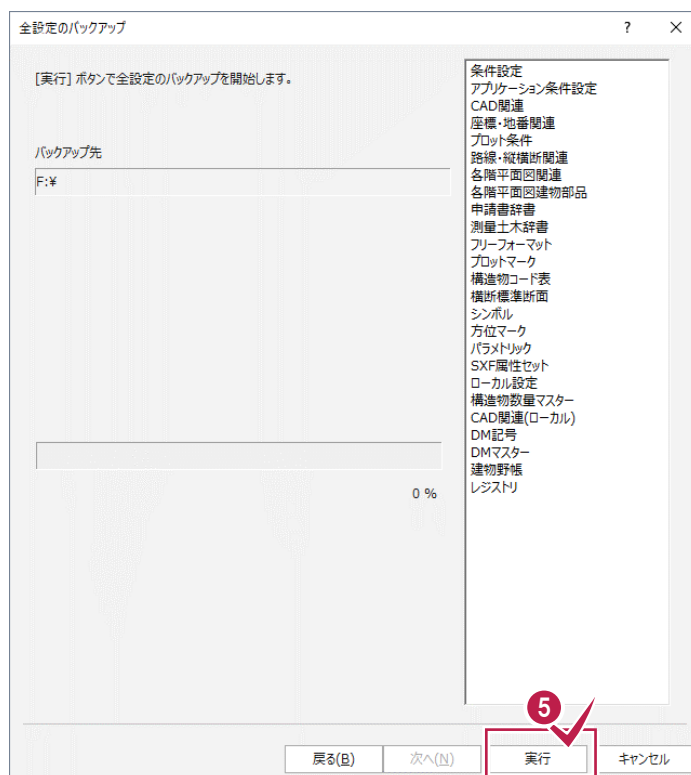 全設定のバックアップ
?
×
[実行] ボタンで全設定のバックアップを開始します。
バックアップ先
F:¥
0 %
条件設定
アプリケーション条件設定
CAD関連
座標・地番関連
プロット条件
路線・縦横断関連
各階平面図関連
各階平面図建物部品
申請書辞書
測量土木辞書
フリーフォーマット
プロットマーク
構造物コード表
横断標準断面
シンボル
方位マーク
パラメトリック
SXF属性セット
ローカル設定
構造物数量マスター
CAD関連(ローカル)
DM記号
DMマスター
建物野帳
レジストリ
5
戻る(B)
次へ(N)
実行
キャンセル